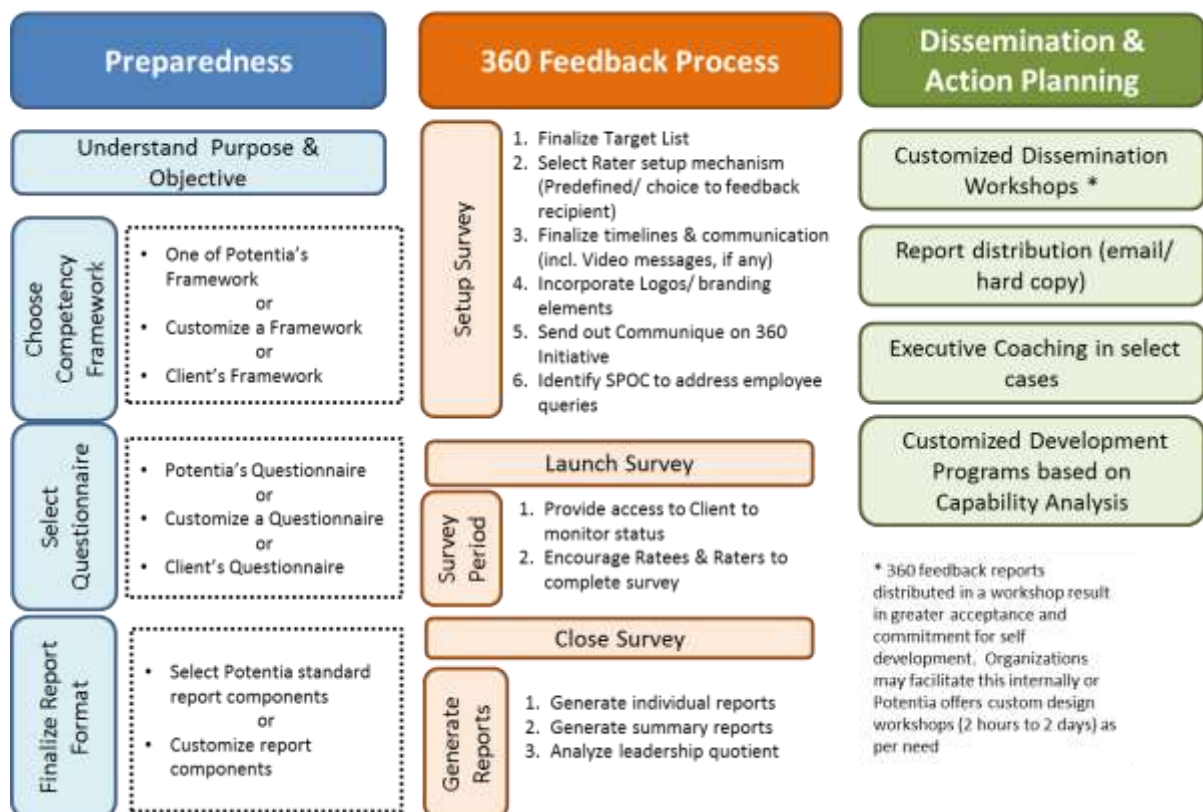 Preparedness
Understand Purpose &
Objective
Choose
Competency
Framework
• One of Potentia's
Framework
or
• Customize a Framework
or
• Client's Framework
Select
Questionnaire
• Potentia's Questionnaire
or
• Customize a Questionnaire
or
• Client's Questionnaire
Finalize Report
Format
• Select Potentia standard
report components
or
• Customize report
components
360 Feedback Process
Setup Survey
1. Finalize Target List
2. Select Rater setup mechanism
(Predefined/ choice to feedback
recipient)
3. Finalize timelines & communication
(incl. Video messages, if any)
4. Incorporate Logos/ branding
elements
5. Send out Communique on 360
Initiative
6. Identify SPOC to address employee
queries
Launch Survey
Survey
Period
1. Provide access to Client to
monitor status
2. Encourage Ratees & Raters to
complete survey
Close Survey
Generate
Reports
1. Generate individual reports
2. Generate summary reports
3. Analyze leadership quotient
Dissemination &
Action Planning
Customized Dissemination
Workshops *
Report distribution (email/
hard copy)
Executive Coaching in select
cases
Customized Development
Programs based on
Capability Analysis
* 360 feedback reports
distributed in a workshop result
in greater acceptance and
commitment for self
development. Organizations
may facilitate this internally or
Potentia offers custom design
workshops (2 hours to 2 days) as
per need